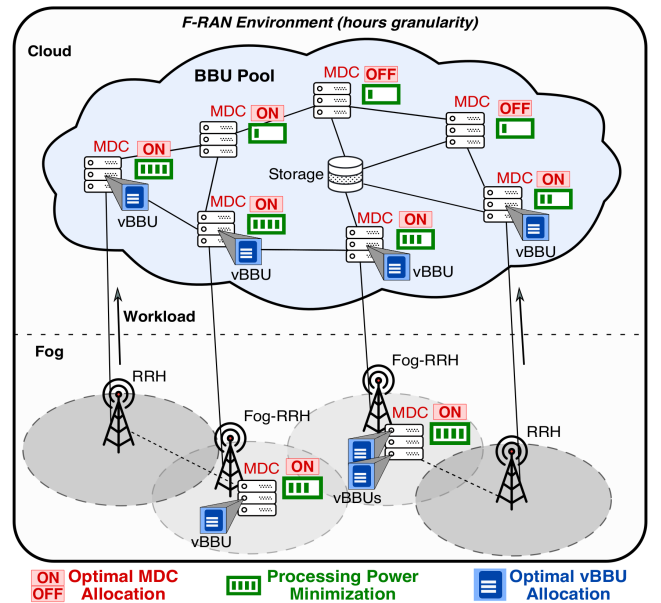 F-RAN Environment (hours granularity)
Cloud
BBU Pool
MDC OFF
MDC ON
MDC OFF
MDC ON
Storage
MDC ON
vBBU
MDC ON
vBBU
MDC ON
vBBU
vBBU
Workload
Fog
RRH
Fog-RRH
Fog-RRH
MDC ON
RRH
MDC ON
vBBUs
vBBU
ON
OFF
Optimal MDC
Allocation
Processing Power
Minimization
Optimal vBBU
Allocation